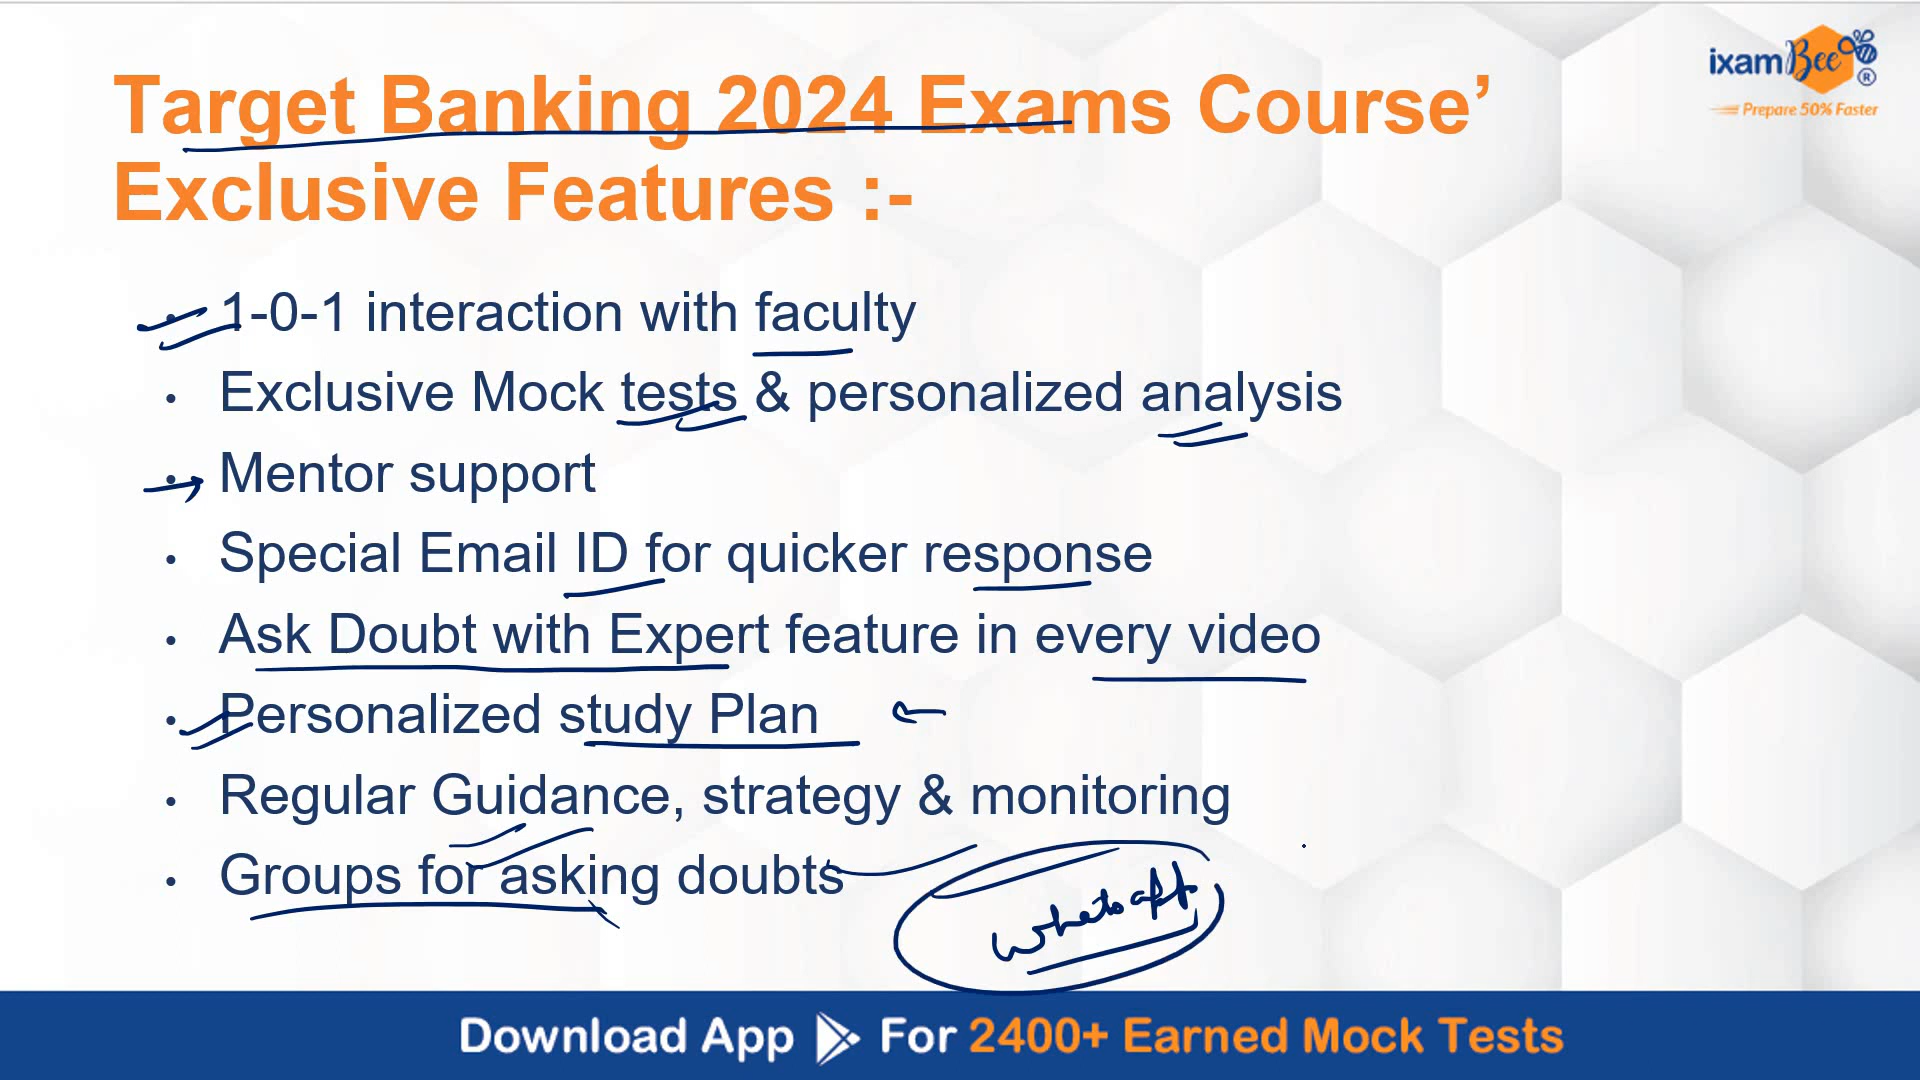 ixamBee
®
Prepare 50% Faster
Target Banking 2024 Exams Course’
Exclusive Features :-
• 1-0-1 interaction with faculty
• Exclusive Mock tests & personalized analysis
• Mentor support
• Special Email ID for quicker response
• Ask Doubt with Expert feature in every video
• Personalized study Plan
• Regular Guidance, strategy & monitoring
• Groups for asking doubts
Whatsapp
Download App For 2400+ Earned Mock Tests